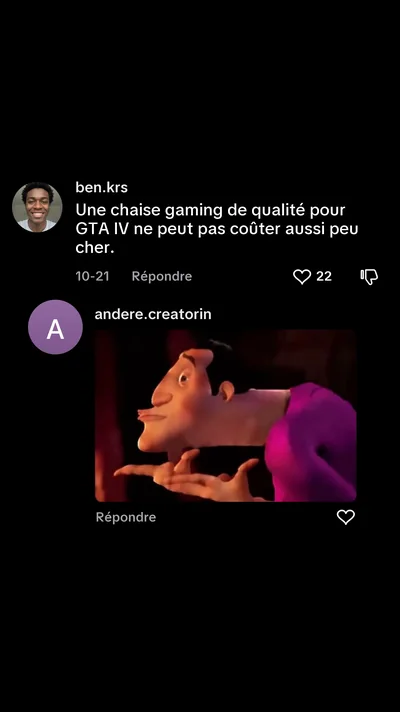 ben.krs
Une chaise gaming de qualité pour
GTA IV ne peut pas coûter aussi peu
cher.
10-21 Répondre 22
A
andere.creatorin
Répondre